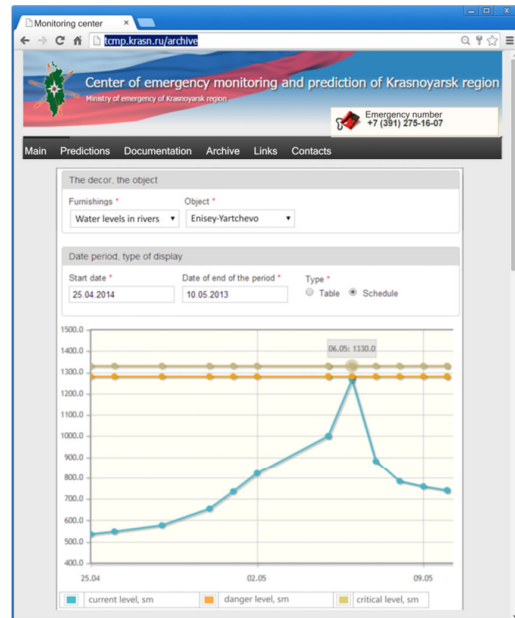 Monitoring center
tcmp.krasn.ru/archive
Center of emergency monitoring and prediction of Krasnoyarsk region
Ministry of emergency of Krasnoyarsk region
Emergency number
+7 (391) 275-16-07
Main Predictions Documentation Archive Links Contacts
The decor, the object
Furnishings * Object *
Water levels in rivers Enisey-Yartchevo
Date period, type of display
Start date * Date of end of the period * Type *
25.04.2014 10.05.2013 Table Schedule
1500.0
1400.0
06.05: 1330.0
1300.0
1200.0
1100.0
1000.0
900.0
800.0
700.0
600.0
500.0
400.0
25.04 02.05 09.05
current level, sm danger level, sm critical level, sm